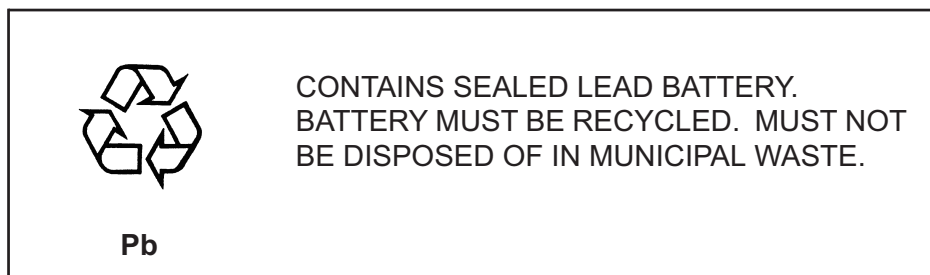 CONTAINS SEALED LEAD BATTERY.
BATTERY MUST BE RECYCLED.  MUST NOT
BE DISPOSED OF IN MUNICIPAL WASTE.
Pb